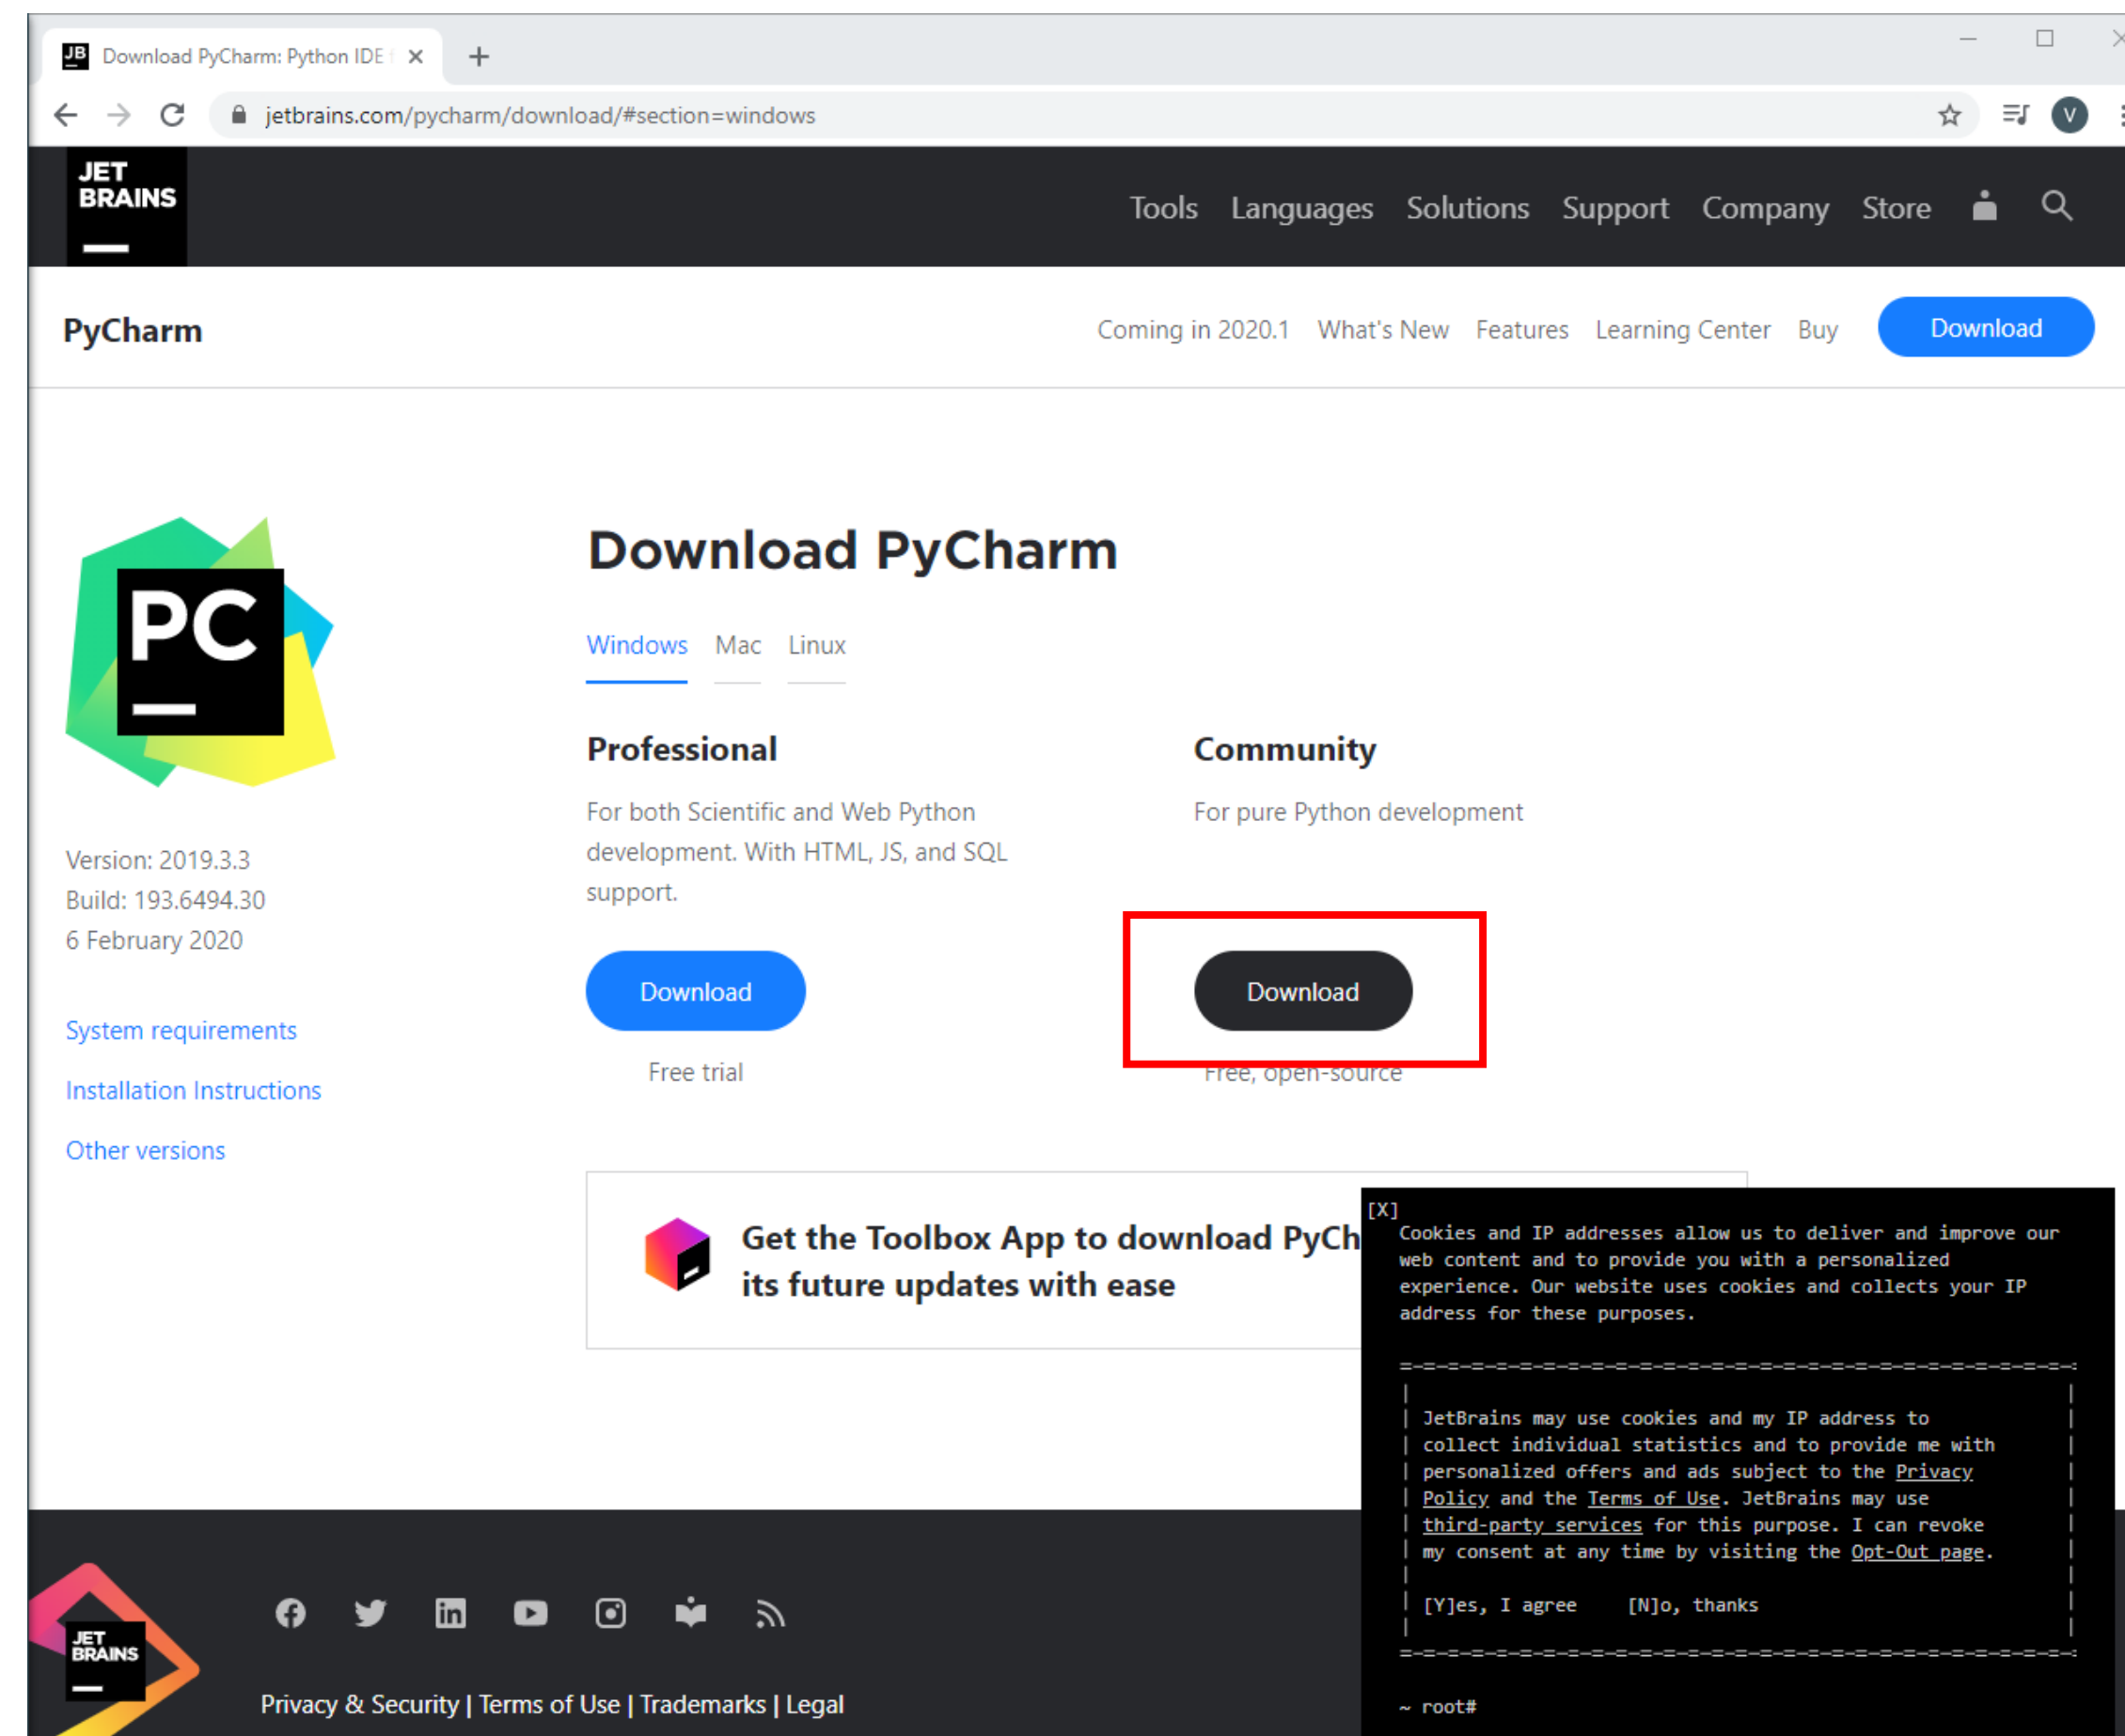 JB Download PyCharm: Python IDE f
jetbrains.com/pycharm/download/#section=windows
V
JET
BRAINS
Tools Languages Solutions Support Company Store
PyCharm
Coming in 2020.1 What's New Features Learning Center Buy Download
PC
Download PyCharm
Windows Mac Linux
Professional
For both Scientific and Web Python
development. With HTML, JS, and SQL
support.
Download
Free trial
Community
For pure Python development
Download
Free, open-source
Version: 2019.3.3
Build: 193.6494.30
6 February 2020
System requirements
Installation Instructions
Other versions
Get the Toolbox App to download PyCh
its future updates with ease
[X]
Cookies and IP addresses allow us to deliver and improve our
web content and to provide you with a personalized
experience. Our website uses cookies and collects your IP
address for these purposes.
JetBrains may use cookies and my IP address to
collect individual statistics and to provide me with
personalized offers and ads subject to the Privacy
Policy and the Terms of Use. JetBrains may use
third-party services for this purpose. I can revoke
my consent at any time by visiting the Opt-Out page.
[Y]es, I agree [N]o, thanks
~ root#
JET
BRAINS
in
Privacy & Security | Terms of Use | Trademarks | Legal